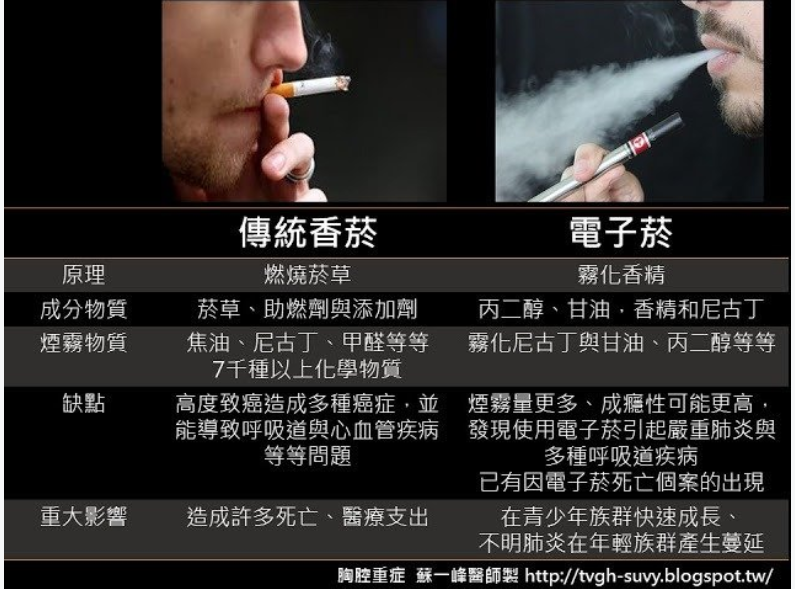 傳統香菸 電子菸
原理 燃燒菸草 霧化香精
成分物質 菸草、助燃劑與添加劑 丙二醇、甘油，香精和尼古丁
煙霧物質 焦油、尼古丁、甲醛等等 霧化尼古丁與甘油、丙二醇等等
7千種以上化學物質
缺點 高度致癌造成多種癌症，並 煙霧量更多、成癮性可能更高，
能導致呼吸道與心血管疾病 發現使用電子菸引起嚴重肺炎與
等等問題 多種呼吸道疾病
已有因電子菸死亡個案的出現
重大影響 造成許多死亡、醫療支出 在青少年族群快速成長、
不明肺炎在年輕族群產生蔓延
胸腔重症 蘇一峰醫師製 http://tvgh-suvy.blogspot.tw/